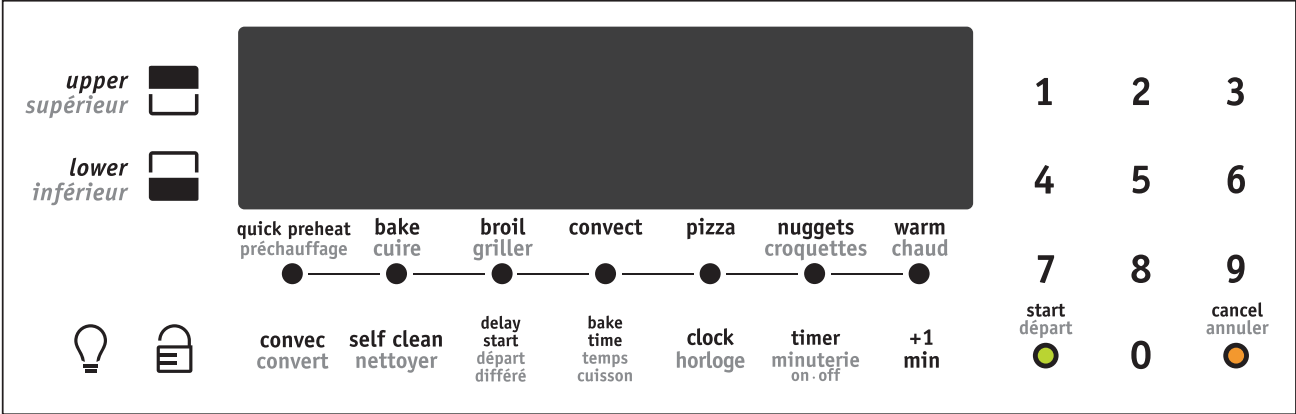 upper
supérieur
lower
inférieur
quick preheat
préchauffage
bake
cuire
broil
griller
convect
pizza
nuggets
croquettes
warm
chaud
convec
convert
self clean
nettoyer
delay
start
départ
différé
bake
time
temps
cuisson
clock
horloge
timer
minuterie
on·off
+1
min
1 2 3
4 5 6
7 8 9
start
départ
0
cancel
annuler